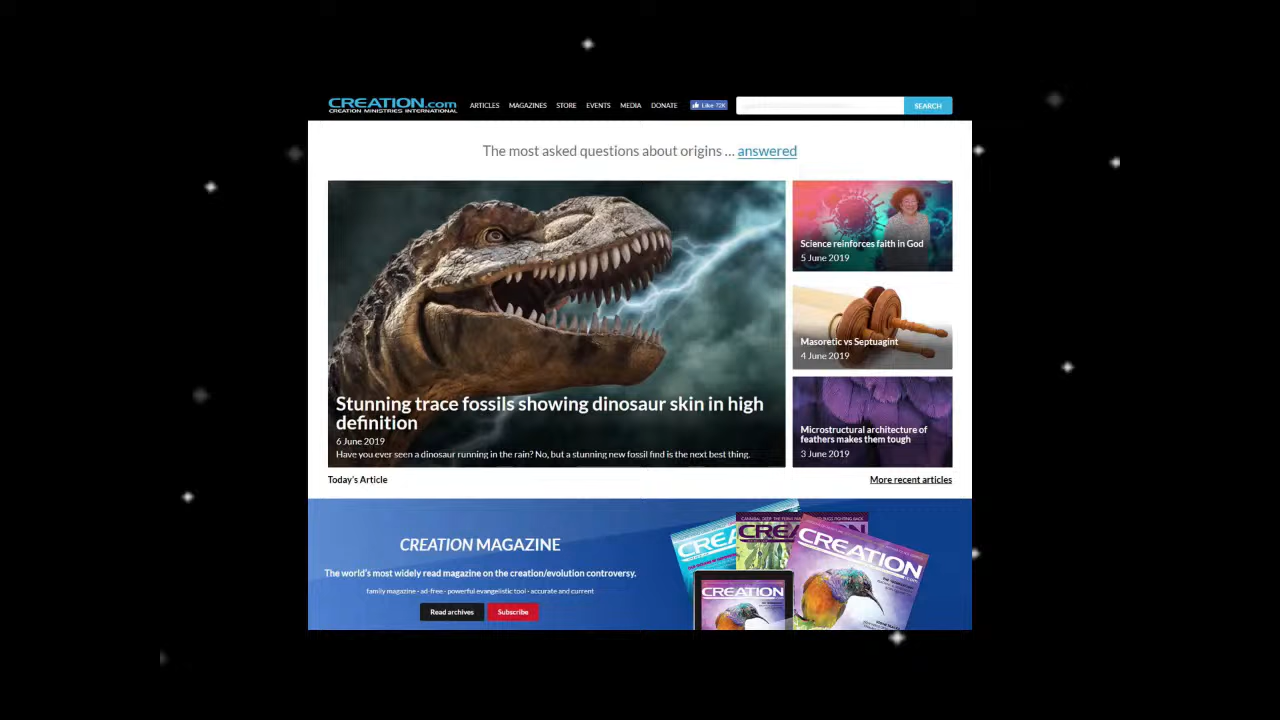 CREATION.com
CREATION MINISTRIES INTERNATIONAL
ARTICLES MAGAZINES STORE EVENTS MEDIA DONATE
Like 72K
SEARCH
The most asked questions about origins ... answered
Stunning trace fossils showing dinosaur skin in high
definition
6 June 2019
Have you ever seen a dinosaur running in the rain? No, but a stunning new fossil find is the next best thing.
Science reinforces faith in God
5 June 2019
Masoretic vs Septuagint
4 June 2019
Microstructural architecture of
feathers makes them tough
3 June 2019
Today's Article
More recent articles
CREATION MAGAZINE
The world's most widely read magazine on the creation/evolution controversy.
family magazine - ad-free - powerful evangelistic tool - accurate and current
Read archives
Subscribe
CREATION
CREATION